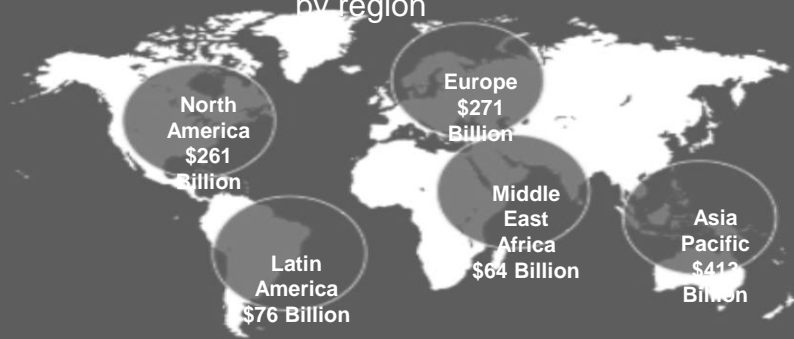 by region
North
America
$261
Billion
Europe
$271
Billion
Middle
East
Africa
$64 Billion
Latin
America
$76 Billion
Asia
Pacific
$413
Billion